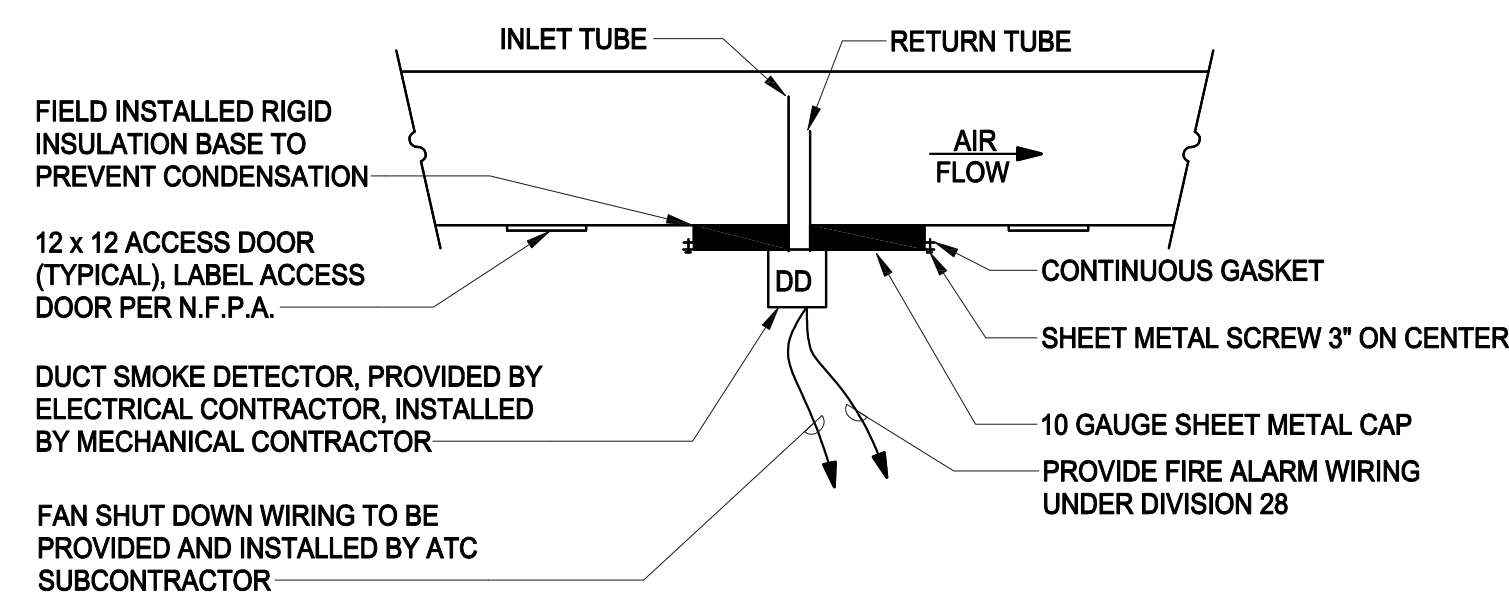 INLET TUBE
RETURN TUBE
FIELD INSTALLED RIGID
INSULATION BASE TO
PREVENT CONDENSATION
AIR
FLOW
12 x 12 ACCESS DOOR
(TYPICAL), LABEL ACCESS
DOOR PER N.F.P.A.
DD
CONTINUOUS GASKET
SHEET METAL SCREW 3" ON CENTER
DUCT SMOKE DETECTOR, PROVIDED BY
ELECTRICAL CONTRACTOR, INSTALLED
BY MECHANICAL CONTRACTOR
10 GAUGE SHEET METAL CAP
PROVIDE FIRE ALARM WIRING
UNDER DIVISION 28
FAN SHUT DOWN WIRING TO BE
PROVIDED AND INSTALLED BY ATC
SUBCONTRACTOR